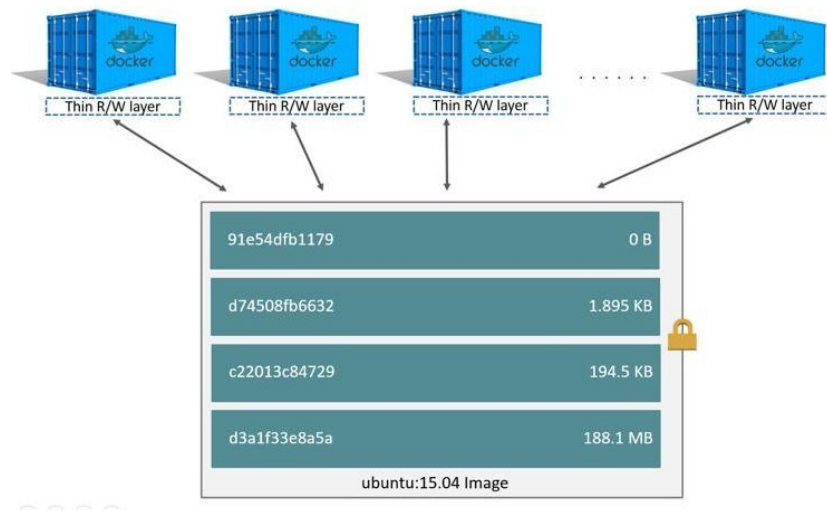 docker docker docker docker
. . . . . .
Thin R/W layer Thin R/W layer Thin R/W layer Thin R/W layer
91e54dfb1179 0 B
d74508fb6632 1.895 KB
c22013c84729 194.5 KB
d3a1f33e8a5a 188.1 MB
ubuntu:15.04 Image